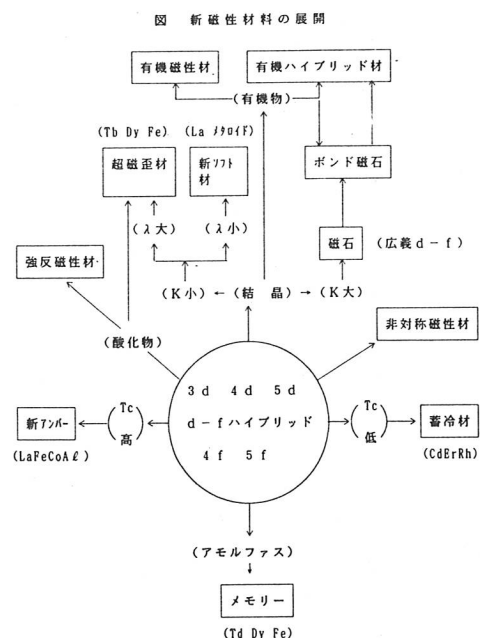 図 新磁性材料の展開
有機磁性材 有機ハイブリッド材
(有機物)
(Tb Dy Fe) (La メタロイド)
超磁歪材 新ソフト材
ボンド磁石
(λ大) (λ小)
磁石 (広義d－f)
強反磁性材
(K小) ← (結 晶) → (K大)
非対称磁性材
(酸化物)
3d 4d 5d
新アンバー (Tc高) d－fハイブリッド (Tc低) 蓄冷材
(LaFeCoAℓ) 4f 5f (CdErRh)
(アモルファス)
メモリー
(Td Dy Fe)